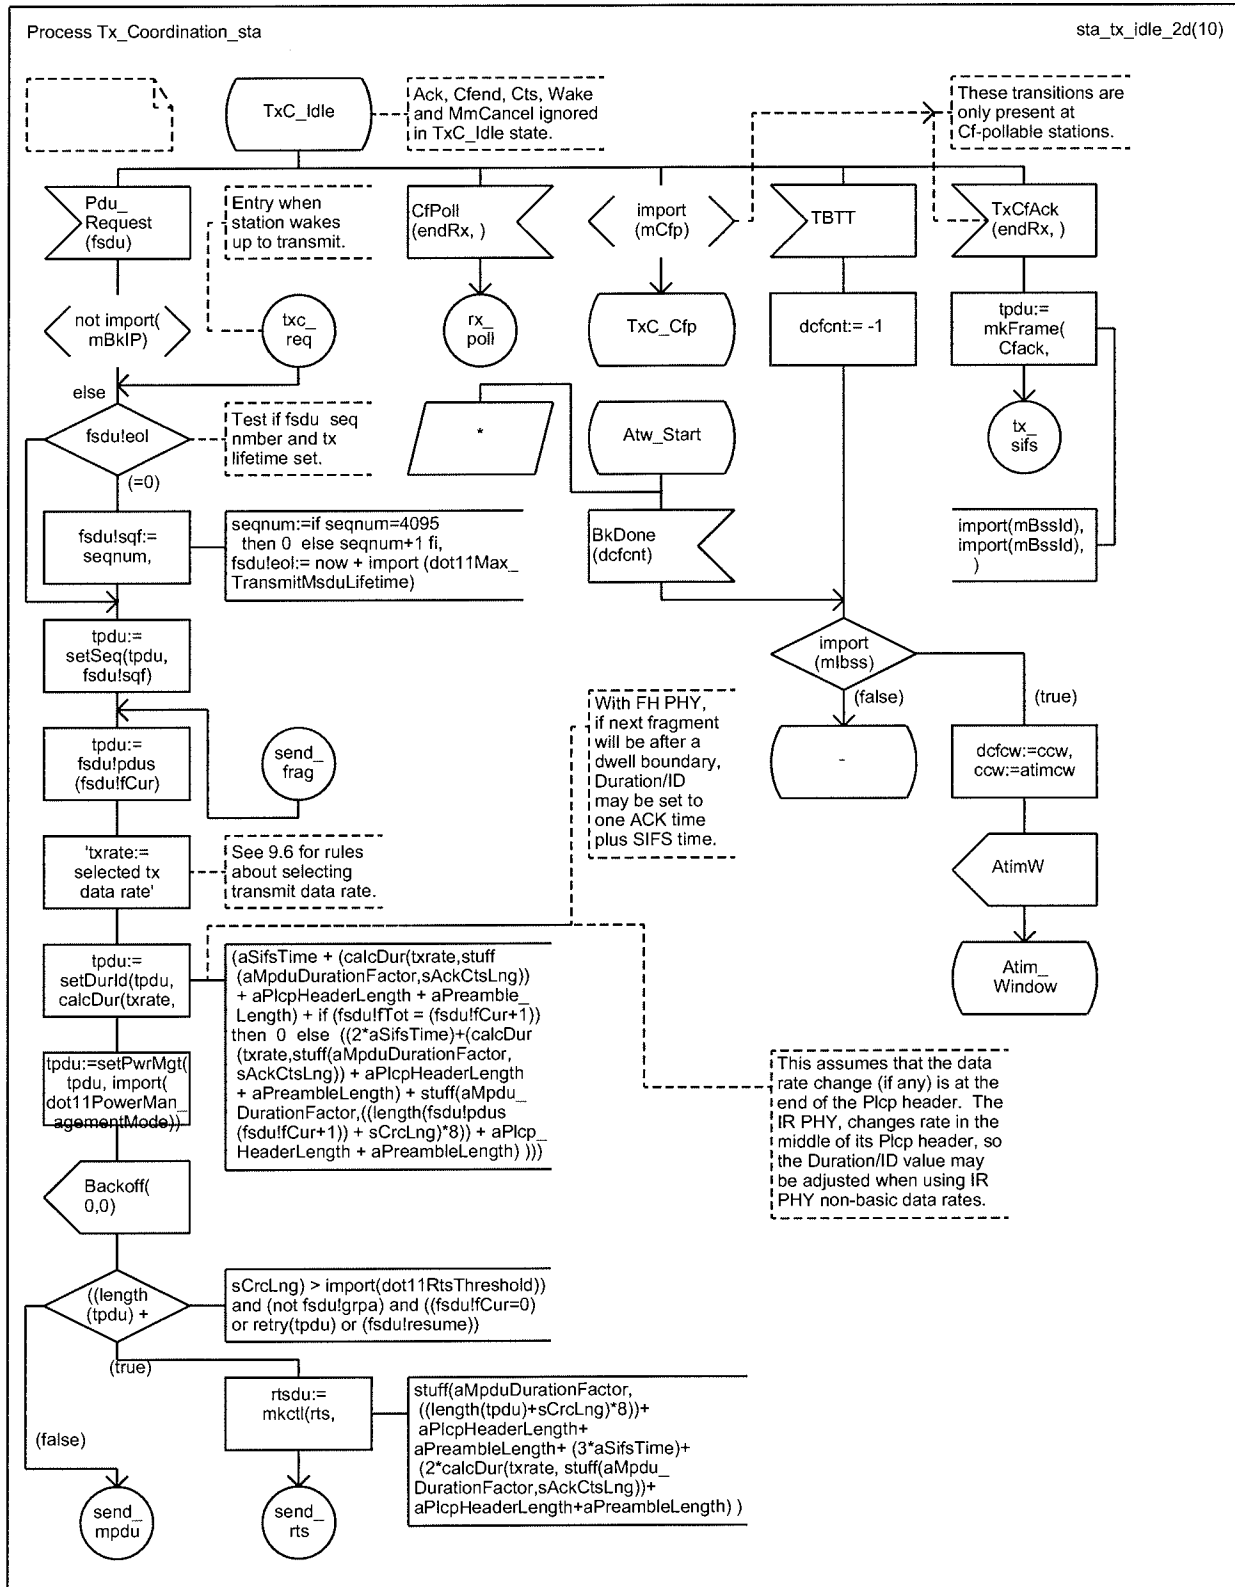 Process Tx_Coordination_sta
sta_tx_idle_2d(10)
TxC_Idle
Ack, Cfend, Cts, Wake
and MmCancel ignored
in TxC_Idle state.
These transitions are
only present at
Cf-pollable stations.
Pdu_
Request
(fsdu)
Entry when
station wakes
up to transmit.
CfPoll
(endRx, )
import
(mCfp)
TBTT
TxCfAck
(endRx, )
not import(
mBkIP)
txc_
req
rx_
poll
TxC_Cfp
dcfcnt:= -1
tpdu:=
mkFrame(
Cfack,
else
fsdu!eol
Test if fsdu seq
nmber and tx
lifetime set.
*
Atw_Start
tx_
sifs
(=0)
fsdu!sqf:=
seqnum,
seqnum:=if seqnum=4095
then 0 else seqnum+1 fi,
fsdu!eol:= now + import (dot11Max_
TransmitMsduLifetime)
BkDone
(dcfcnt)
import(mBssId),
import(mBssId),
)
tpdu:=
setSeq(tpdu,
fsdu!sqf)
import
(mIbss)
(false)
(true)
With FH PHY,
if next fragment
will be after a
dwell boundary,
Duration/ID
may be set to
one ACK time
plus SIFS time.
tpdu:=
fsdu!pdus
(fsdu!fCur)
send_
frag
-
dcfcw:=ccw,
ccw:=atimcw
'txrate:=
selected tx
data rate'
See 9.6 for rules
about selecting
transmit data rate.
AtimW
tpdu:=
setDurId(tpdu,
calcDur(txrate,
(aSifsTime + (calcDur(txrate,stuff
(aMpduDurationFactor,sAckCtsLng))
+ aPlcpHeaderLength + aPreamble_
Length) + if (fsdu!fTot = (fsdu!fCur+1))
then 0 else ((2*aSifsTime)+(calcDur
(txrate,stuff(aMpduDurationFactor,
sAckCtsLng)) + aPlcpHeaderLength
+ aPreambleLength) + stuff(aMpdu_
DurationFactor,((length(fsdu!pdus
(fsdu!fCur+1)) + sCrcLng)*8)) + aPlcp_
HeaderLength + aPreambleLength) )))
Atim_
Window
tpdu:=setPwrMgt(
tpdu, import(
dot11PowerMan_
agementMode))
This assumes that the data
rate change (if any) is at the
end of the Plcp header. The
IR PHY, changes rate in the
middle of its Plcp header, so
the Duration/ID value may
be adjusted when using IR
PHY non-basic data rates.
Backoff(
0,0)
((length
(tpdu) +
sCrcLng) > import(dot11RtsThreshold))
and (not fsdu!grpa) and ((fsdu!fCur=0)
or retry(tpdu) or (fsdu!resume))
(true)
(false)
rtsdu:=
mkctl(rts,
stuff(aMpduDurationFactor,
((length(tpdu)+sCrcLng)*8))+
aPlcpHeaderLength+
aPreambleLength+ (3*aSifsTime)+
(2*calcDur(txrate, stuff(aMpdu_
DurationFactor,sAckCtsLng))+
aPlcpHeaderLength+aPreambleLength) )
send_
mpdu
send_
rts